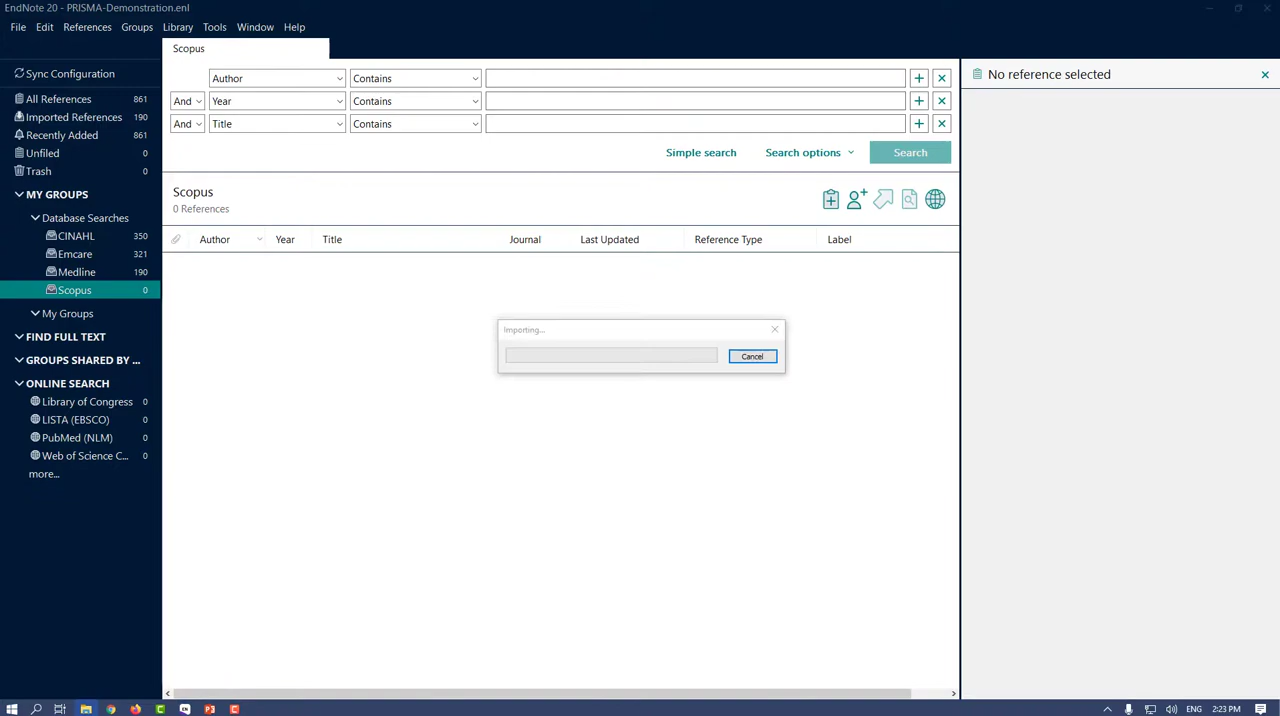 EndNote 20 - PRISMA-Demonstration.enl
File Edit References Groups Library Tools Window Help
Sync Configuration
All References 861
Imported References 190
Recently Added 861
Unfiled 0
Trash 0
MY GROUPS
Database Searches
CINAHL 350
Emcare 321
Medline 190
Scopus 0
My Groups
FIND FULL TEXT
GROUPS SHARED BY ...
ONLINE SEARCH
Library of Congress 0
LISTA (EBSCO) 0
PubMed (NLM) 0
Web of Science C... 0
more...
Scopus
Author Contains
And Year Contains
And Title Contains
Simple search Search options Search
Scopus
0 References
Author Year Title Journal Last Updated Reference Type Label
Importing...
Cancel
No reference selected
ENG 2:23 PM